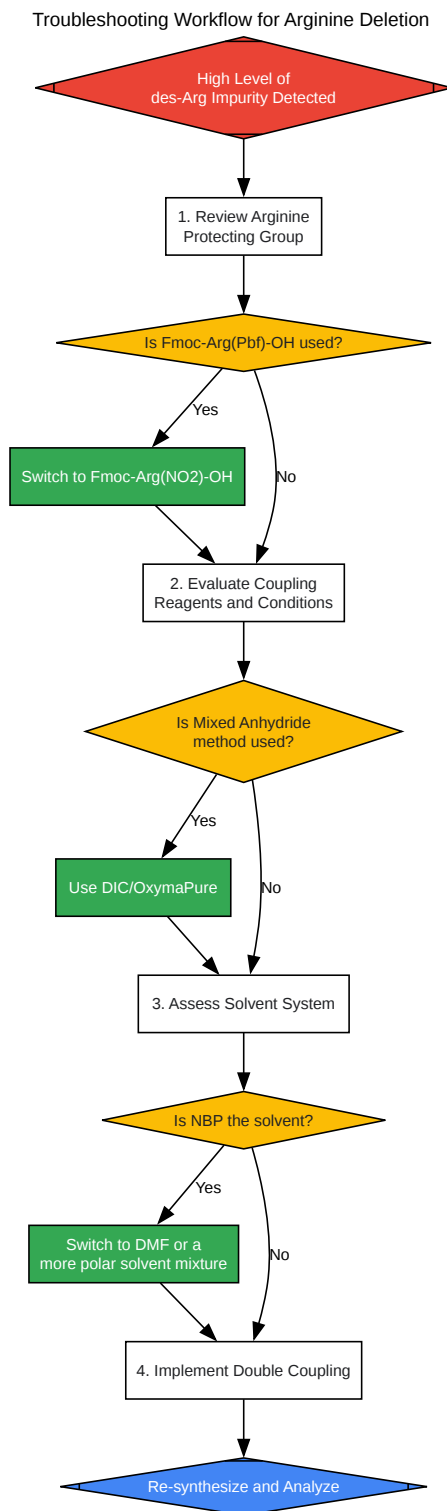 Troubleshooting Workflow for Arginine Deletion
High Level of
des-Arg Impurity Detected
1. Review Arginine
Protecting Group
Is Fmoc-Arg(Pbf)-OH used?
Yes
Switch to Fmoc-Arg(NO2)-OH
No
2. Evaluate Coupling
Reagents and Conditions
Is Mixed Anhydride
method used?
Yes
Use DIC/OxymaPure
No
3. Assess Solvent System
Is NBP the solvent?
Yes
Switch to DMF or a
more polar solvent mixture
No
4. Implement Double Coupling
Re-synthesize and Analyze